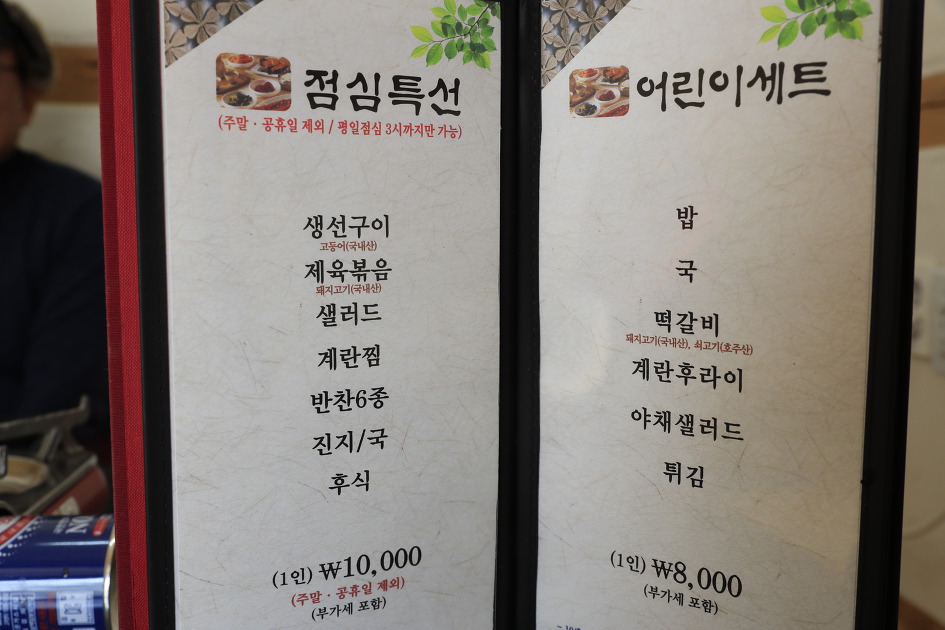 점심특선
(주말 · 공휴일 제외 / 평일점심 3시까지만 가능)
생선구이
고등어(국내산)
제육볶음
돼지고기(국내산)
샐러드
계란찜
반찬6종
진지/국
후식
(1인) ₩10,000
(주말 · 공휴일 제외)
(부가세 포함)
어린이세트
밥
국
떡갈비
돼지고기(국내산), 쇠고기(호주산)
계란후라이
야채샐러드
튀김
(1인) ₩8,000
(부가세 포함)